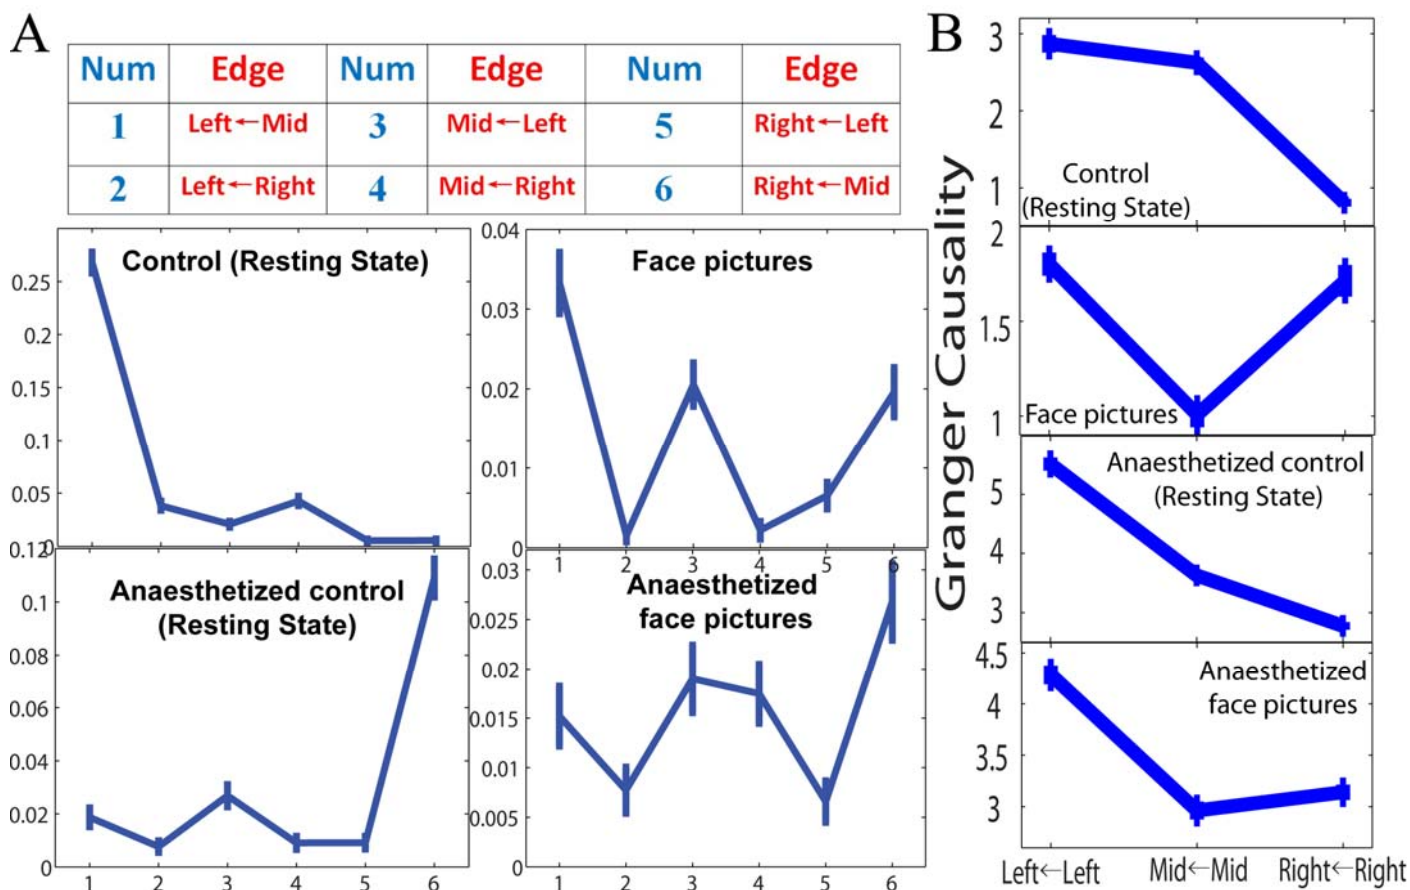 A
Num Edge Num Edge Num Edge
1 Left←Mid 3 Mid←Left 5 Right←Left
2 Left←Right 4 Mid←Right 6 Right←Mid
Control (Resting State)
0.25
0.2
0.15
0.1
0.05
0
Face pictures
0.04
0.03
0.02
0.01
0
1 2 3 4 5 6
Anaesthetized control
(Resting State)
0.12
0.1
0.08
0.06
0.04
0.02
0
1 2 3 4 5 6
Anaesthetized
face pictures
0.03
0.025
0.02
0.015
0.01
0.005
0
1 2 3 4 5 6
B
Granger Causality
3
2
1
Control
(Resting State)
2
1.5
1
Face pictures
5
4
3
Anaesthetized control
(Resting State)
4.5
4
3.5
3
Anaesthetized
face pictures
Left←Left Mid←Mid Right←Right